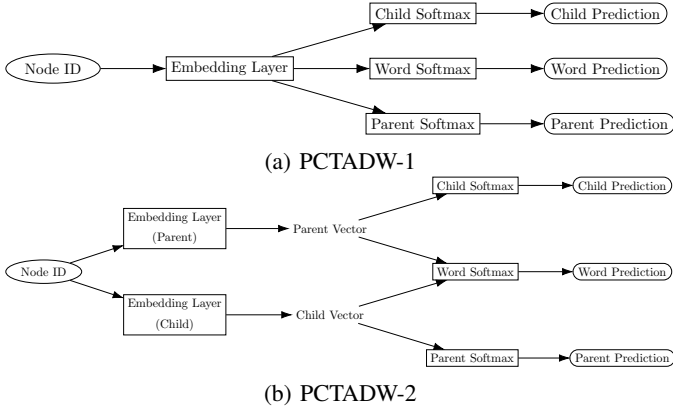 Child Softmax Child Prediction
Node ID Embedding Layer Word Softmax Word Prediction
Parent Softmax Parent Prediction
(a) PCTADW-1
Child Softmax Child Prediction
Embedding Layer
(Parent)
Parent Vector
Node ID Word Softmax Word Prediction
Embedding Layer
(Child)
Child Vector
Parent Softmax Parent Prediction
(b) PCTADW-2